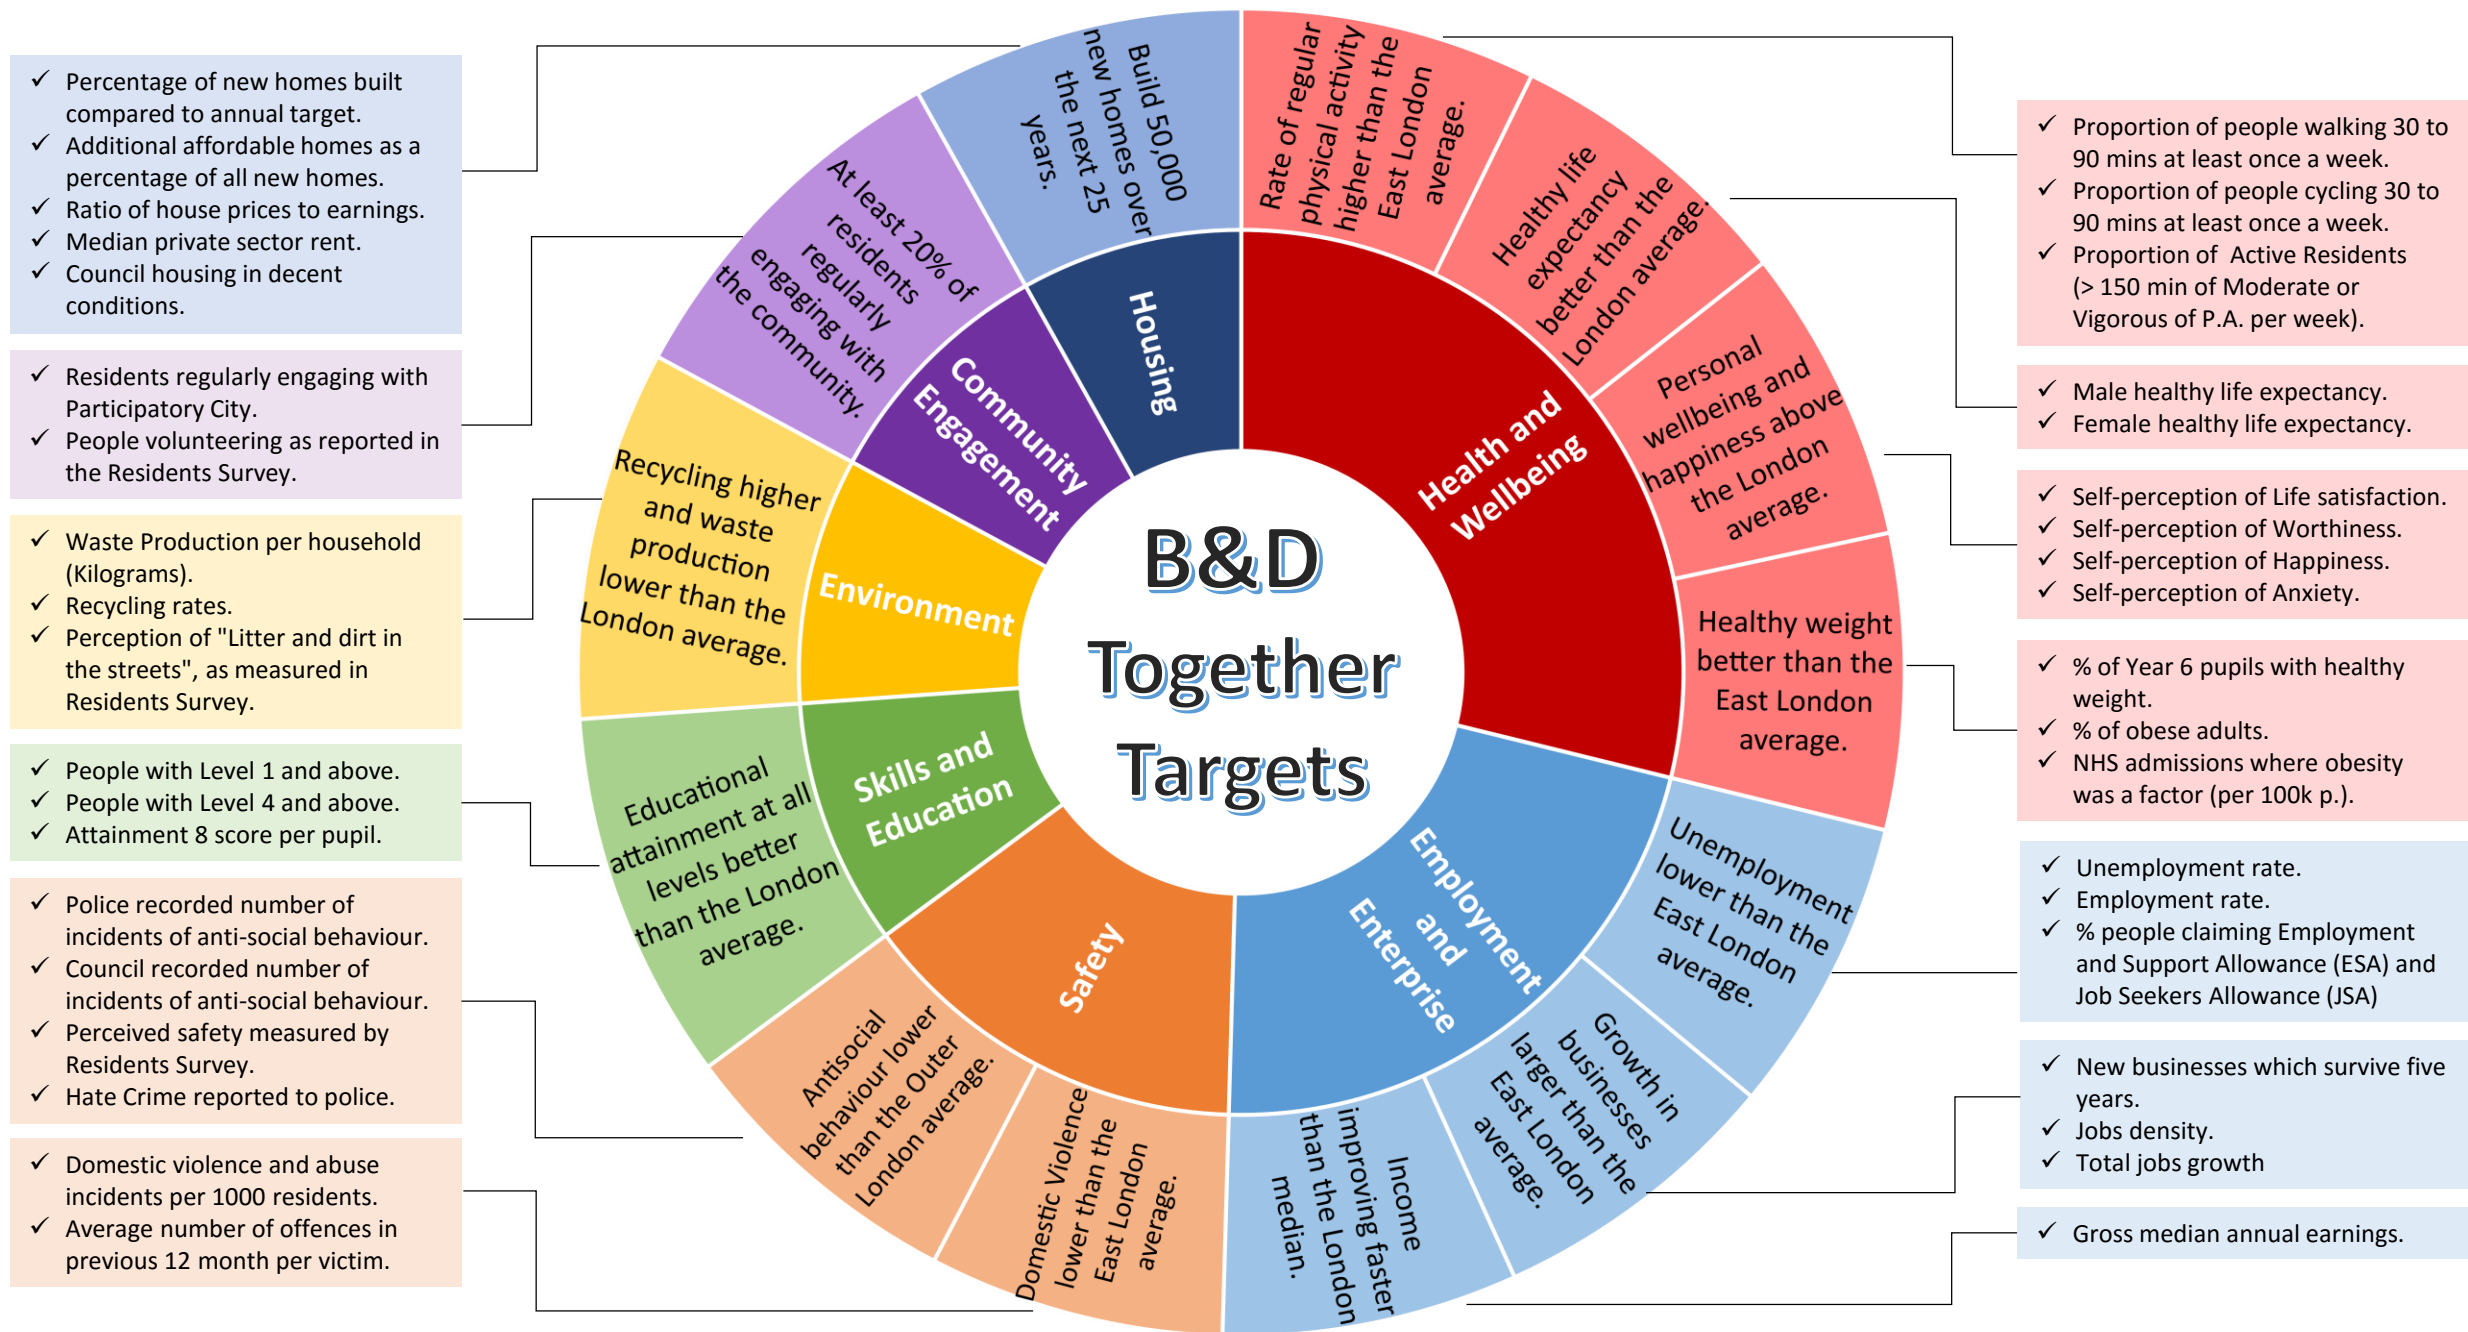 ✓ Percentage of new homes built
compared to annual target.
✓ Additional affordable homes as a
percentage of all new homes.
✓ Ratio of house prices to earnings.
✓ Median private sector rent.
✓ Council housing in decent
conditions.
✓ Residents regularly engaging with
Participatory City.
✓ People volunteering as reported in
the Residents Survey.
✓ Waste Production per household
(Kilograms).
✓ Recycling rates.
✓ Perception of "Litter and dirt in
the streets", as measured in
Residents Survey.
✓ People with Level 1 and above.
✓ People with Level 4 and above.
✓ Attainment 8 score per pupil.
✓ Police recorded number of
incidents of anti-social behaviour.
✓ Council recorded number of
incidents of anti-social behaviour.
✓ Perceived safety measured by
Residents Survey.
✓ Hate Crime reported to police.
✓ Domestic violence and abuse
incidents per 1000 residents.
✓ Average number of offences in
previous 12 month per victim.
B&D
Together
Targets
Health and
Wellbeing
Employment
and
Enterprise
Safety
Skills and
Education
Environment
Community
Engagement
Housing
Rate of regular
physical activity
higher than the
East London
average.
Healthy life
expectancy
better than the
London average.
Personal
wellbeing and
happiness above
the London
average.
Healthy weight
better than the
East London
average.
Unemployment
lower than the
East London
average.
Growth in
businesses
larger than the
East London
average.
Income
improving faster
than the London
median.
Domestic Violence
lower than the
East London
average.
Antisocial
behaviour lower
than the Outer
London average.
Educational
attainment at all
levels better
than the London
average.
Recycling higher
and waste
production
lower than the
London average.
At least 20% of
residents
regularly
engaging with
the community.
Build 50,000
new homes over
the next 25
years.
✓ Proportion of people walking 30 to
90 mins at least once a week.
✓ Proportion of people cycling 30 to
90 mins at least once a week.
✓ Proportion of Active Residents
(> 150 min of Moderate or
Vigorous of P.A. per week).
✓ Male healthy life expectancy.
✓ Female healthy life expectancy.
✓ Self-perception of Life satisfaction.
✓ Self-perception of Worthiness.
✓ Self-perception of Happiness.
✓ Self-perception of Anxiety.
✓ % of Year 6 pupils with healthy
weight.
✓ % of obese adults.
✓ NHS admissions where obesity
was a factor (per 100k p.).
✓ Unemployment rate.
✓ Employment rate.
✓ % people claiming Employment
and Support Allowance (ESA) and
Job Seekers Allowance (JSA)
✓ New businesses which survive five
years.
✓ Jobs density.
✓ Total jobs growth
✓ Gross median annual earnings.